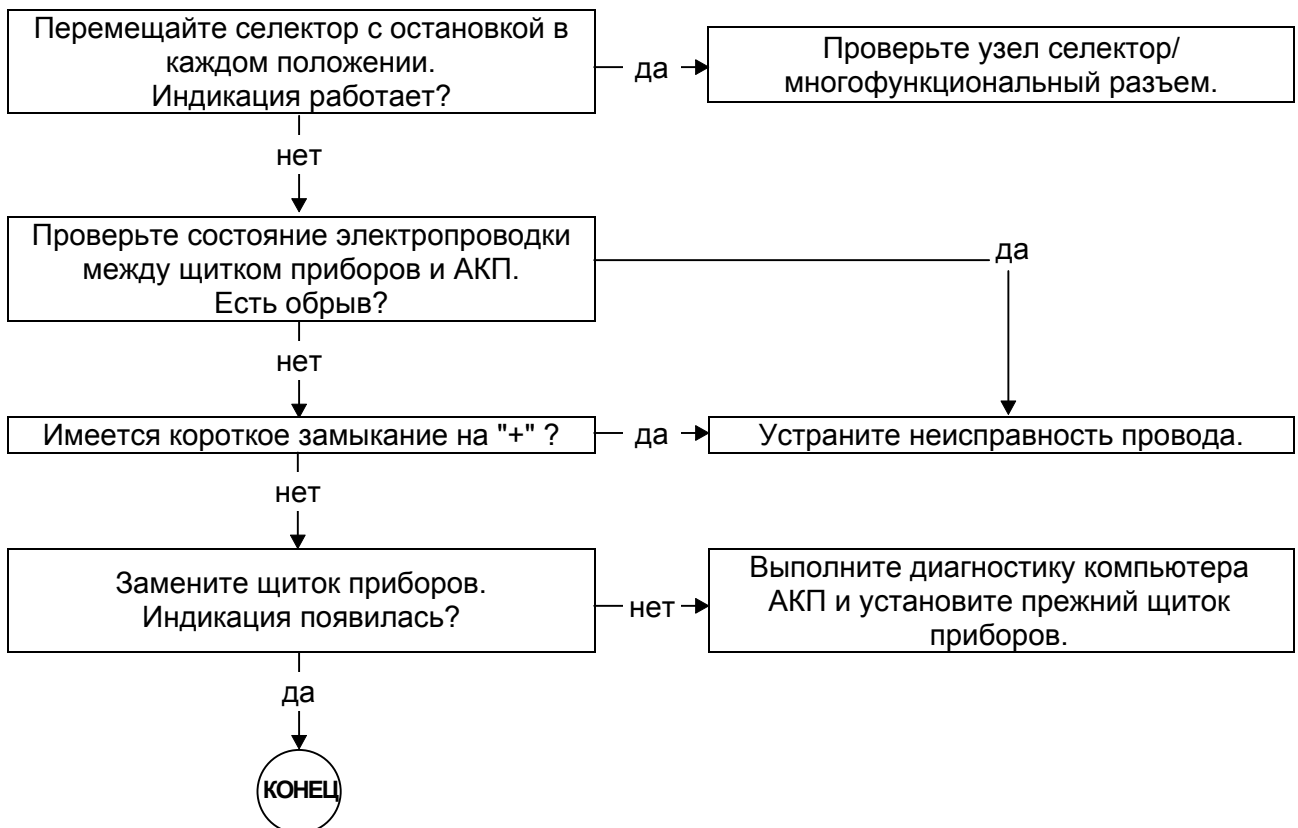 Перемещайте селектор с остановкой в
каждом положении.
Индикация работает?
да
Проверьте узел селектор/
многофункциональный разъем.
нет
Проверьте состояние электропроводки
между щитком приборов и АКП.
Есть обрыв?
да
нет
Имеется короткое замыкание на "+" ?
да
Устраните неисправность провода.
нет
Замените щиток приборов.
Индикация появилась?
нет
Выполните диагностику компьютера
АКП и установите прежний щиток
приборов.
да
КОНЕЦ